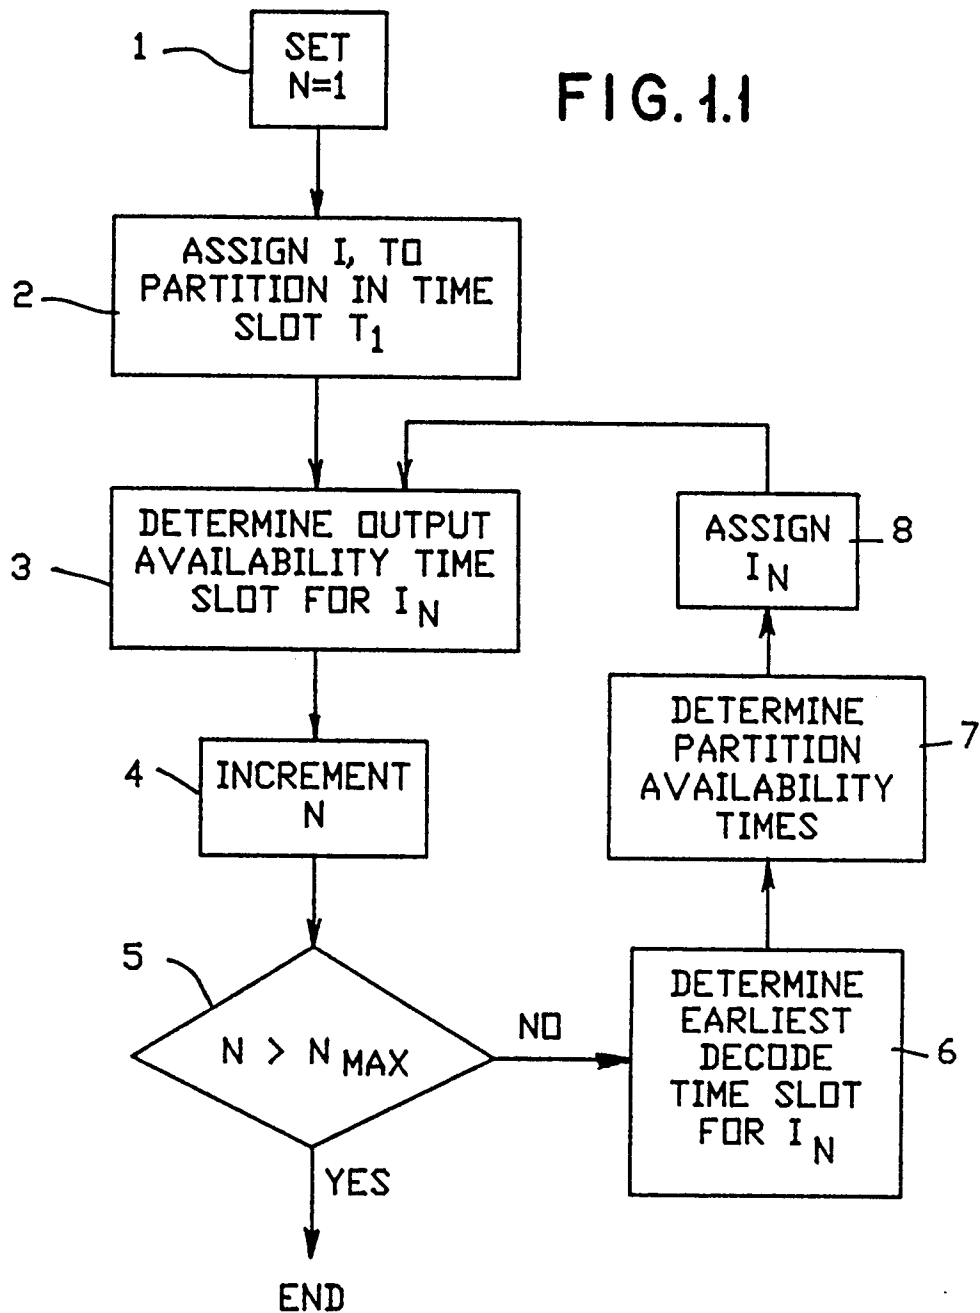 FIG. 1.1
1
SET
N=1
2
ASSIGN I, TO
PARTITION IN TIME
SLOT T1
3
DETERMINE OUTPUT
AVAILABILITY TIME
SLOT FOR IN
4
INCREMENT
N
5
N > N MAX
NO
YES
END
6
DETERMINE
EARLIEST
DECODE
TIME SLOT
FOR IN
7
DETERMINE
PARTITION
AVAILABILITY
TIMES
8
ASSIGN
IN